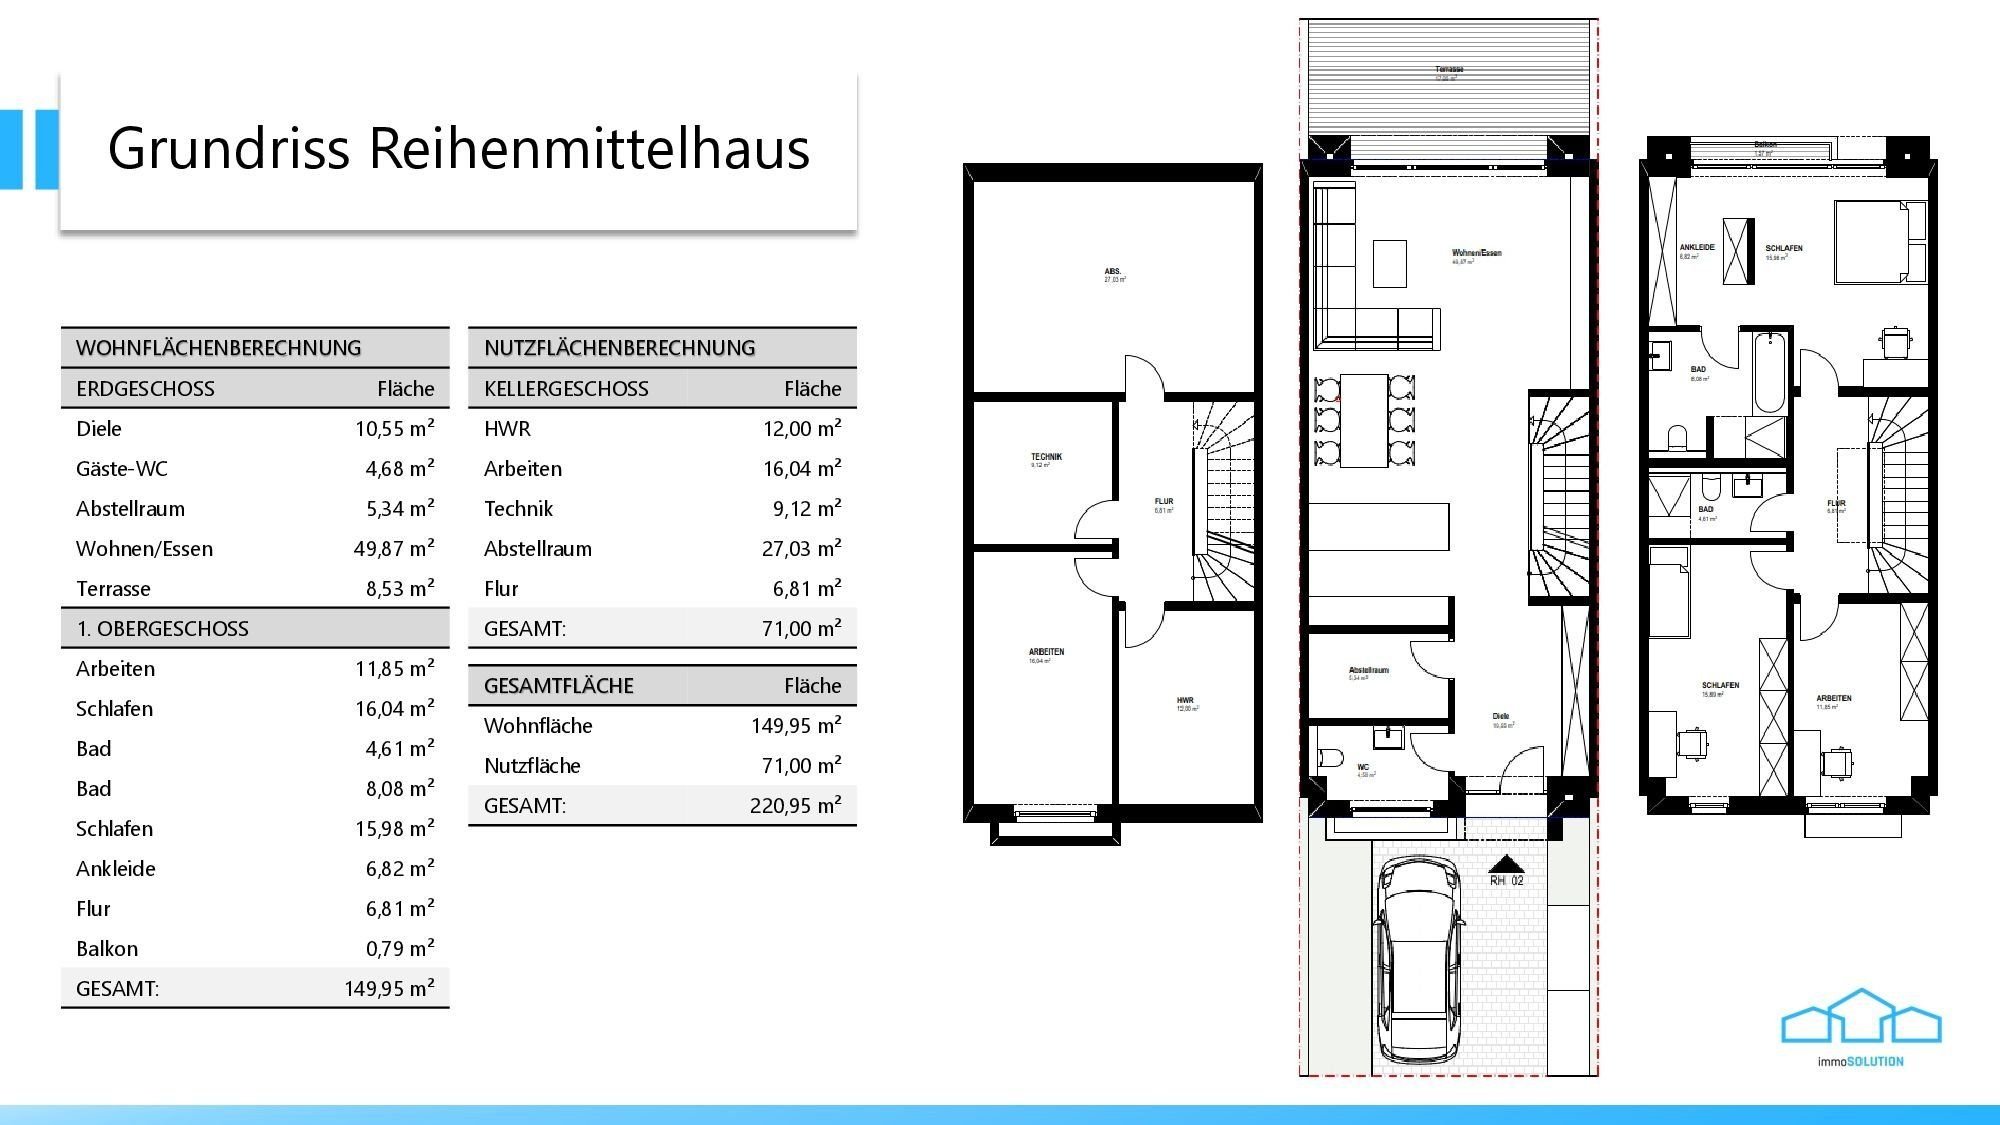 Grundriss Reihenmittelhaus
WOHNFLÄCHENBERECHNUNG
ERDGESCHOSS Fläche
Diele 10,55 m²
Gäste-WC 4,68 m²
Abstellraum 5,34 m²
Wohnen/Essen 49,87 m²
Terrasse 8,53 m²
1. OBERGESCHOSS
Arbeiten 11,85 m²
Schlafen 16,04 m²
Bad 4,61 m²
Bad 8,08 m²
Schlafen 15,98 m²
Ankleide 6,82 m²
Flur 6,81 m²
Balkon 0,79 m²
GESAMT: 149,95 m²
NUTZFLÄCHENBERECHNUNG
KELLERGESCHOSS Fläche
HWR 12,00 m²
Arbeiten 16,04 m²
Technik 9,12 m²
Abstellraum 27,03 m²
Flur 6,81 m²
GESAMT: 71,00 m²
GESAMTFLÄCHE Fläche
Wohnfläche 149,95 m²
Nutzfläche 71,00 m²
GESAMT: 220,95 m²
ABS.
27,03 m²
TECHNIK
9,12 m²
FLUR
6,81 m²
ARBEITEN
16,04 m²
HWR
12,00 m²
Terrasse
Wohnen/Essen
49,87 m²
Abstellraum
5,34 m²
Diele
WC
RH 02
Balkon
1,57 m²
ANKLEIDE
6,82 m²
SCHLAFEN
15,98 m²
BAD
8,08 m²
BAD
4,61 m²
FLUR
6,81 m²
SCHLAFEN
15,89 m²
ARBEITEN
11,85 m²
immoSOLUTION